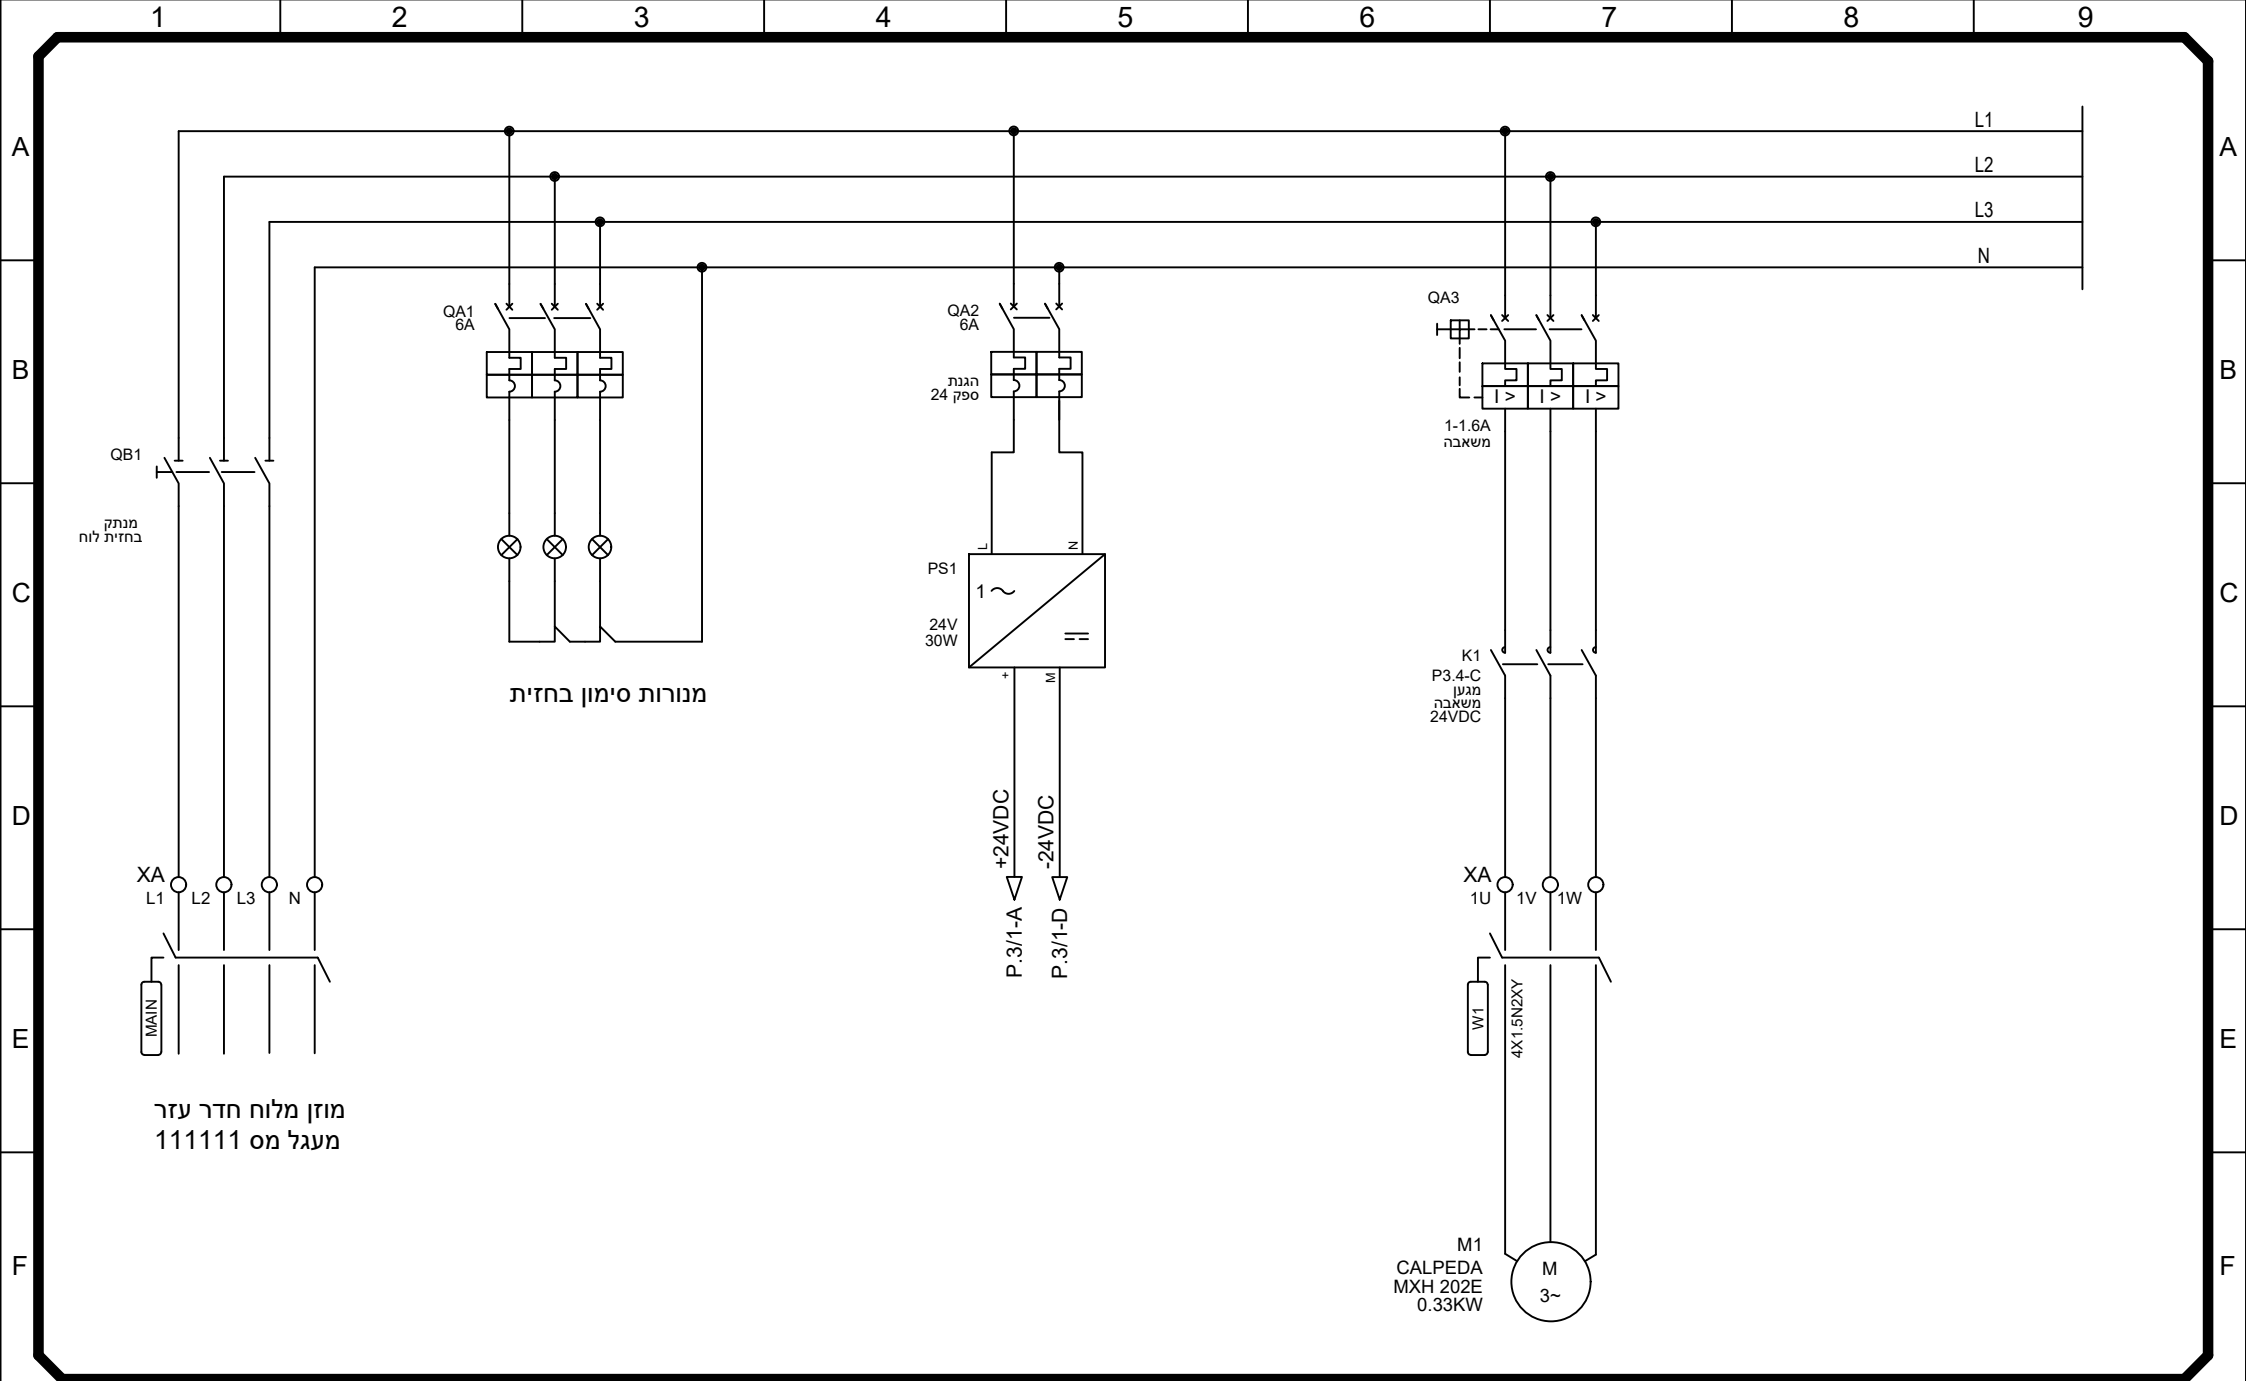 1 2 3 4 5 6 7 8 9
A
L1
A
L2
L3
N
QA1
6A
QA2
6A
QA3
B
הגנת
ספק 24
I > I > I >
B
1-1.6A
משאבה
QB1
מנתק
בחזית לוח
L N
C
PS1
1
24V
30W
C
+ M
K1
P3.4-C
מגען
משאבה
24VDC
מנורות סימון בחזית
D
+24VDC
-24VDC
D
XA
L1 L2 L3 N
P.3/1-A
P.3/1-D
XA
1U 1V 1W
E
MAIN
W1
4X1.5N2XY
E
מוזן מלוח חדר עזר
מעגל מס 111111
F
M1
CALPEDA
MXH 202E
0.33KW
M
3~
F